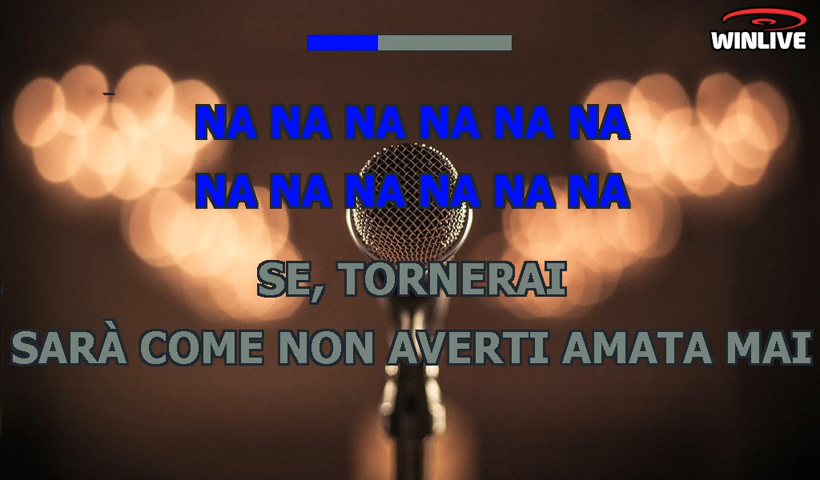 WINLIVE
NA NA NA NA NA NA
NA NA NA NA NA NA
SE, TORNERAI
SARÀ COME NON AVERTI AMATA MAI